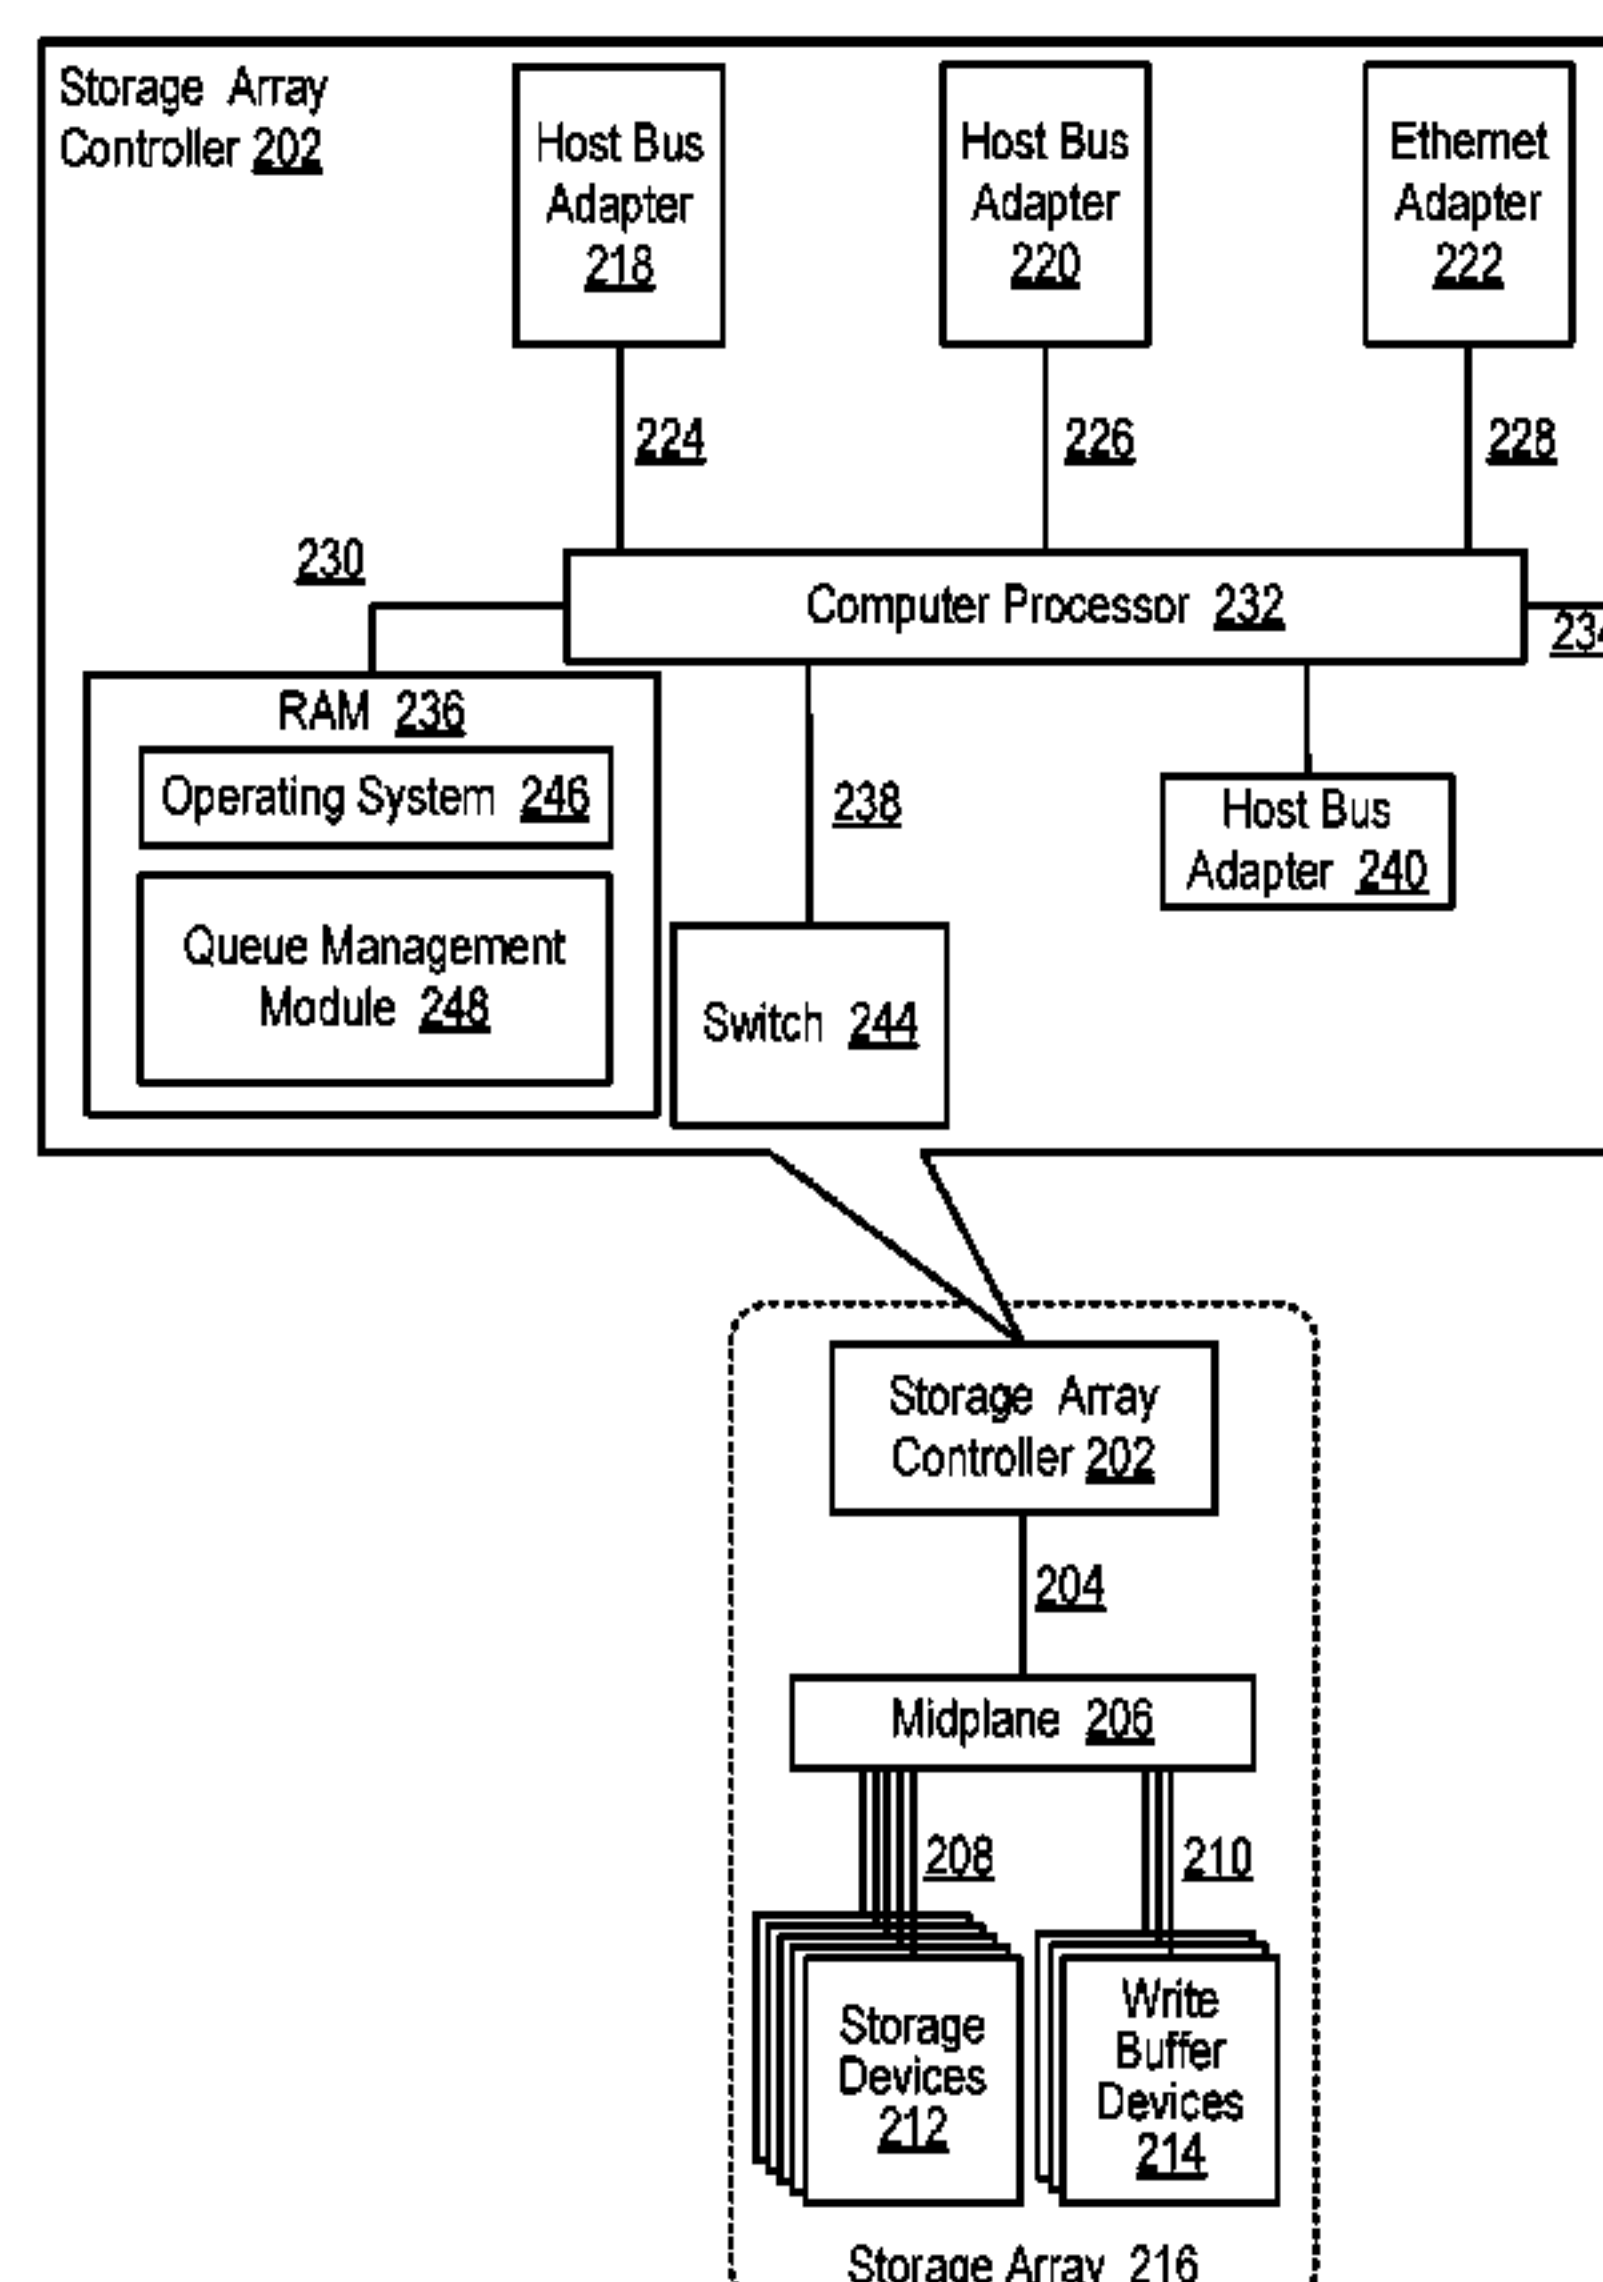 Storage Array
Controller 202
Host Bus
Adapter
218
Host Bus
Adapter
220
Ethernet
Adapter
222
224
226
228
230
Computer Processor 232
RAM 236
Operating System 246
Queue Management
Module 248
238
Host Bus
Adapter 240
Switch 244
Storage Array
Controller 202
204
Midplane 206
208
210
Storage
Devices
212
Write
Buffer
Devices
214
Storage Array 216